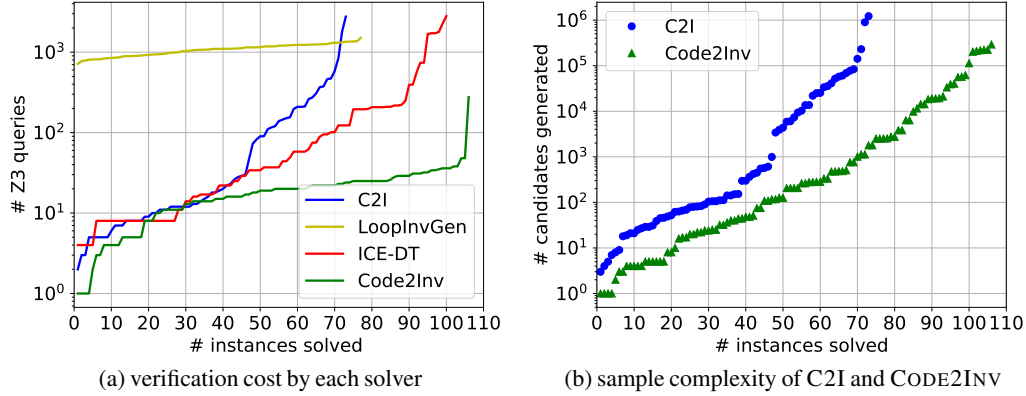 # Z3 queries
10³
10²
10¹
10⁰
C2I
LoopInvGen
ICE-DT
Code2Inv
0 10 20 30 40 50 60 70 80 90 100 110
# instances solved
(a) verification cost by each solver
# candidates generated
10⁶
10⁵
10⁴
10³
10²
10¹
10⁰
C2I
Code2Inv
0 10 20 30 40 50 60 70 80 90 100 110
# instances solved
(b) sample complexity of C2I and CODE2INV